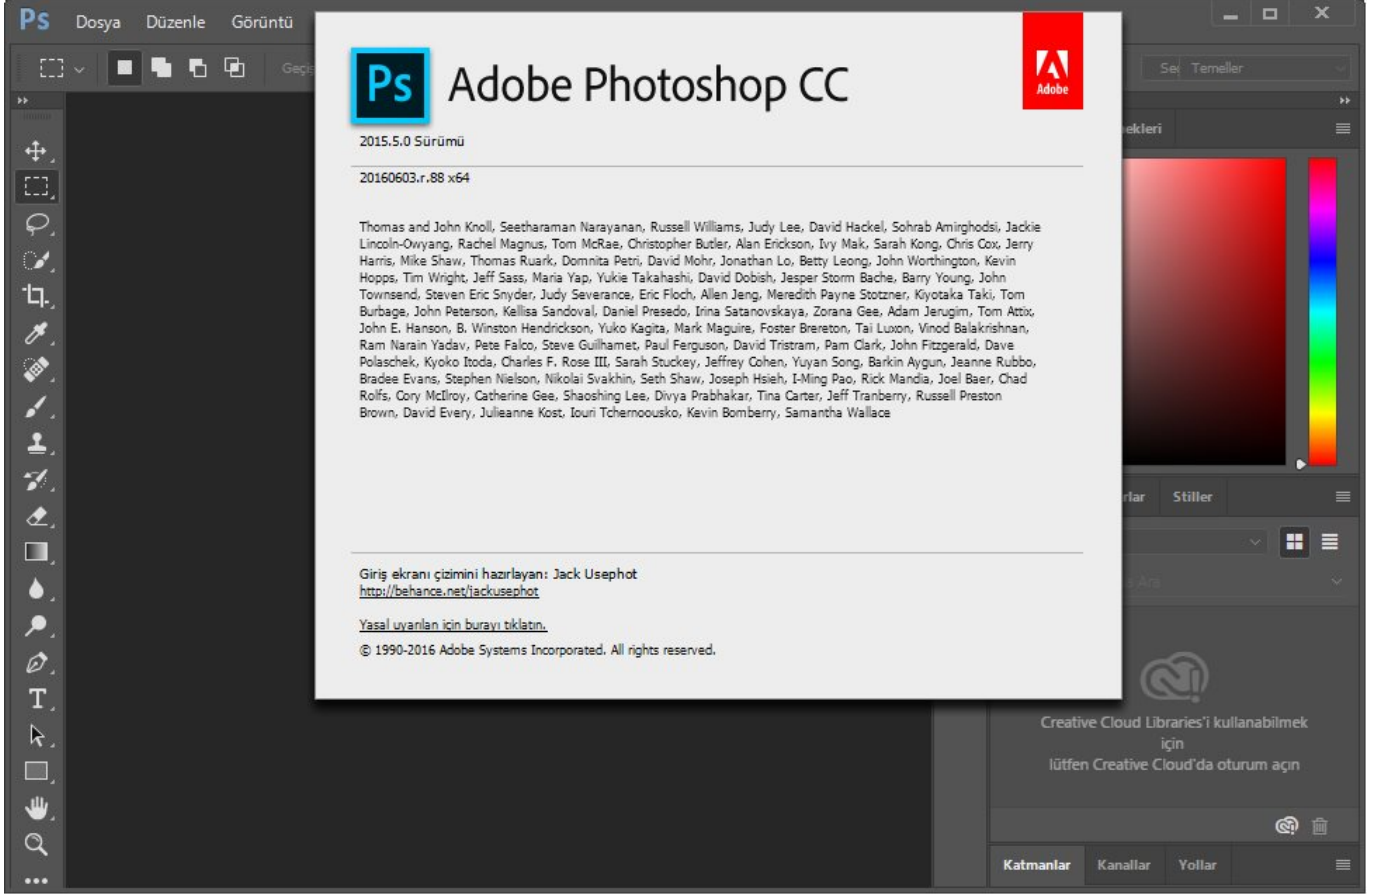 Ps Dosya Düzenle Görüntü
Temeller
Ps Adobe Photoshop CC
Adobe
2015.5.0 Sürümü
20160603.r.88 x64
Thomas and John Knoll, Seetharaman Narayanan, Russell Williams, Judy Lee, David Hackel, Sohrab Amirghodsi, Jackie
Lincoln-Owyang, Rachel Magnus, Tom McRae, Christopher Butler, Alan Erickson, Ivy Mak, Sarah Kong, Chris Cox, Jerry
Harris, Mike Shaw, Thomas Ruark, Domnita Petri, David Mohr, Jonathan Lo, Betty Leong, John Worthington, Kevin
Hopps, Tim Wright, Jeff Sass, Maria Yap, Yukie Takahashi, David Dobish, Jesper Storm Bache, Barry Young, John
Townsend, Steven Eric Snyder, Judy Severance, Eric Floch, Allen Jeng, Meredith Payne Stotzner, Kiyotaka Taki, Tom
Burbage, John Peterson, Kellisa Sandoval, Daniel Presedo, Irina Satanovskaya, Zorana Gee, Adam Jerugim, Tom Attix,
John E. Hanson, B. Winston Hendrickson, Yuko Kagita, Mark Maguire, Foster Brereton, Tai Luxon, Vinod Balakrishnan,
Ram Narain Yadav, Pete Falco, Steve Guilhamet, Paul Ferguson, David Tristram, Pam Clark, John Fitzgerald, Dave
Polaschek, Kyoko Itoda, Charles F. Rose III, Sarah Stuckey, Jeffrey Cohen, Yuyan Song, Barkin Aygun, Jeanne Rubbo,
Bradee Evans, Stephen Nielson, Nikolai Svakhin, Seth Shaw, Joseph Hsieh, I-Ming Pao, Rick Mandia, Joel Baer, Chad
Rolfs, Cory McIlroy, Catherine Gee, Shaoshing Lee, Divya Prabhakar, Tina Carter, Jeff Tranberry, Russell Preston
Brown, David Every, Julieanne Kost, Iouri Tchernoousko, Kevin Bomberry, Samantha Wallace
Giriş ekranı çizimini hazırlayan: Jack Usephot
http://behance.net/jackusephot
Yasal uyarıları için burayı tıklatın.
© 1990-2016 Adobe Systems Incorporated. All rights reserved.
ekleri
rlar Stiller
Ara
Creative Cloud Libraries'i kullanabilmek
için
lütfen Creative Cloud'da oturum açın
Katmanlar Kanallar Yollar
T